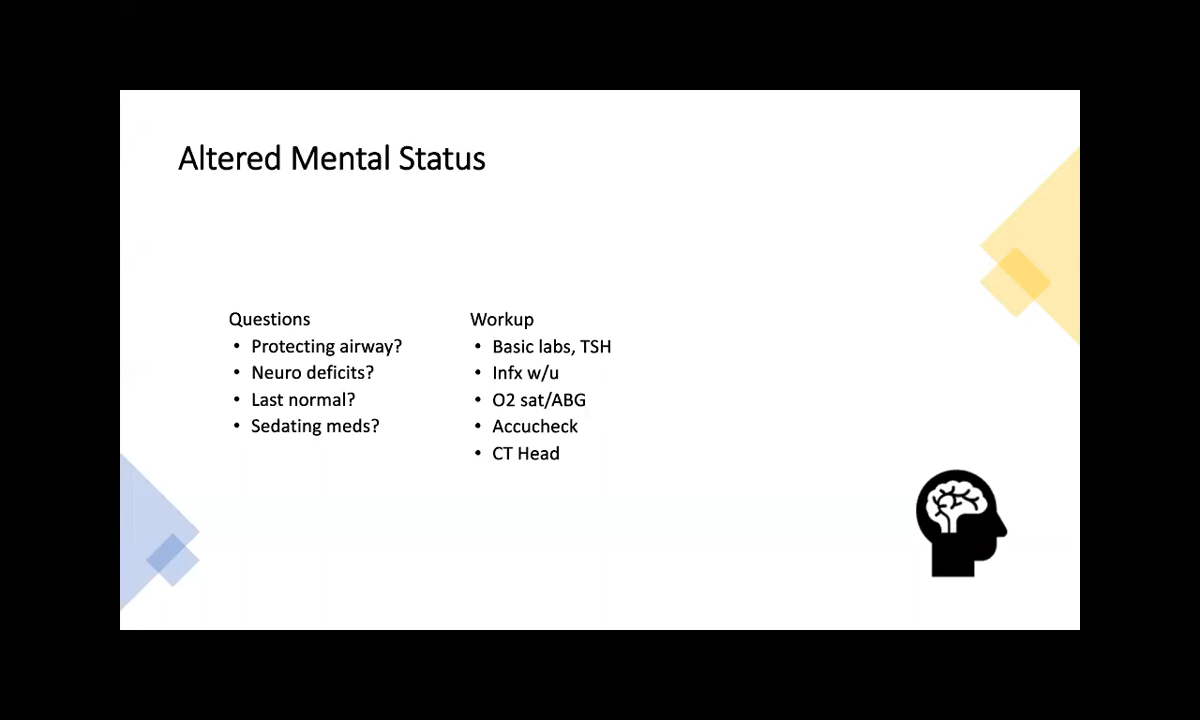 Altered Mental Status
Questions
• Protecting airway?
• Neuro deficits?
• Last normal?
• Sedating meds?
Workup
• Basic labs, TSH
• Infx w/u
• O2 sat/ABG
• Accucheck
• CT Head